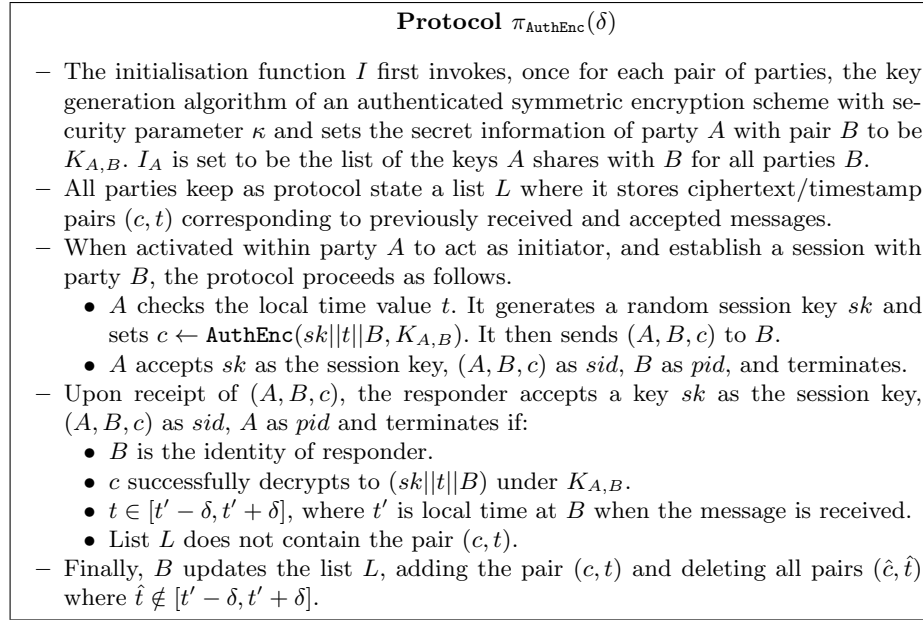 Protocol π_AuthEnc(δ)
– The initialisation function I first invokes, once for each pair of parties, the key
generation algorithm of an authenticated symmetric encryption scheme with se-
curity parameter κ and sets the secret information of party A with pair B to be
K_{A,B}. I_A is set to be the list of the keys A shares with B for all parties B.
– All parties keep as protocol state a list L where it stores ciphertext/timestamp
pairs (c, t) corresponding to previously received and accepted messages.
– When activated within party A to act as initiator, and establish a session with
party B, the protocol proceeds as follows.
• A checks the local time value t. It generates a random session key sk and
sets c ← AuthEnc(sk||t||B, K_{A,B}). It then sends (A, B, c) to B.
• A accepts sk as the session key, (A, B, c) as sid, B as pid, and terminates.
– Upon receipt of (A, B, c), the responder accepts a key sk as the session key,
(A, B, c) as sid, A as pid and terminates if:
• B is the identity of responder.
• c successfully decrypts to (sk||t||B) under K_{A,B}.
• t ∈ [t′ − δ, t′ + δ], where t′ is local time at B when the message is received.
• List L does not contain the pair (c, t).
– Finally, B updates the list L, adding the pair (c, t) and deleting all pairs (ĉ, t̂)
where t̂ ∉ [t′ − δ, t′ + δ].